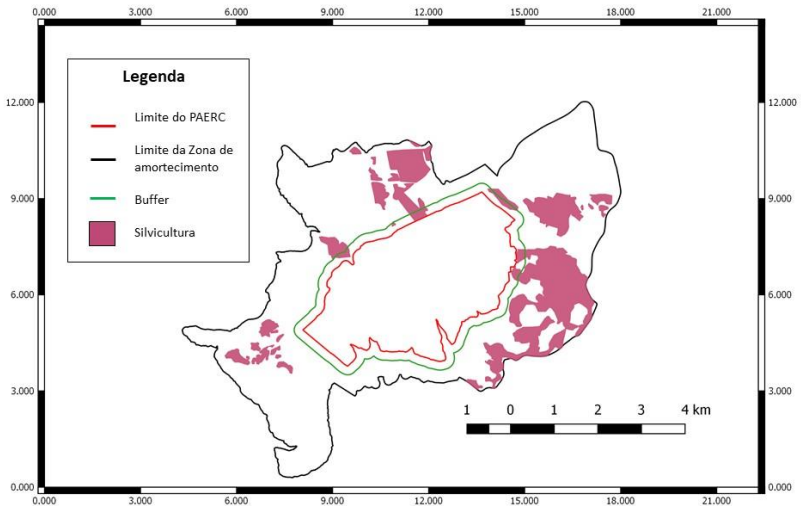 0.000 3.000 6.000 9.000 12.000 15.000 18.000 21.000
Legenda
Limite do PAERC
Limite da Zona de
amortecimento
Buffer
Silvicultura
12.000 12.000
9.000 9.000
6.000 6.000
3.000 3.000
1 0 1 2 3 4 km
0.000 0.000
0.000 3.000 6.000 9.000 12.000 15.000 18.000 21.000